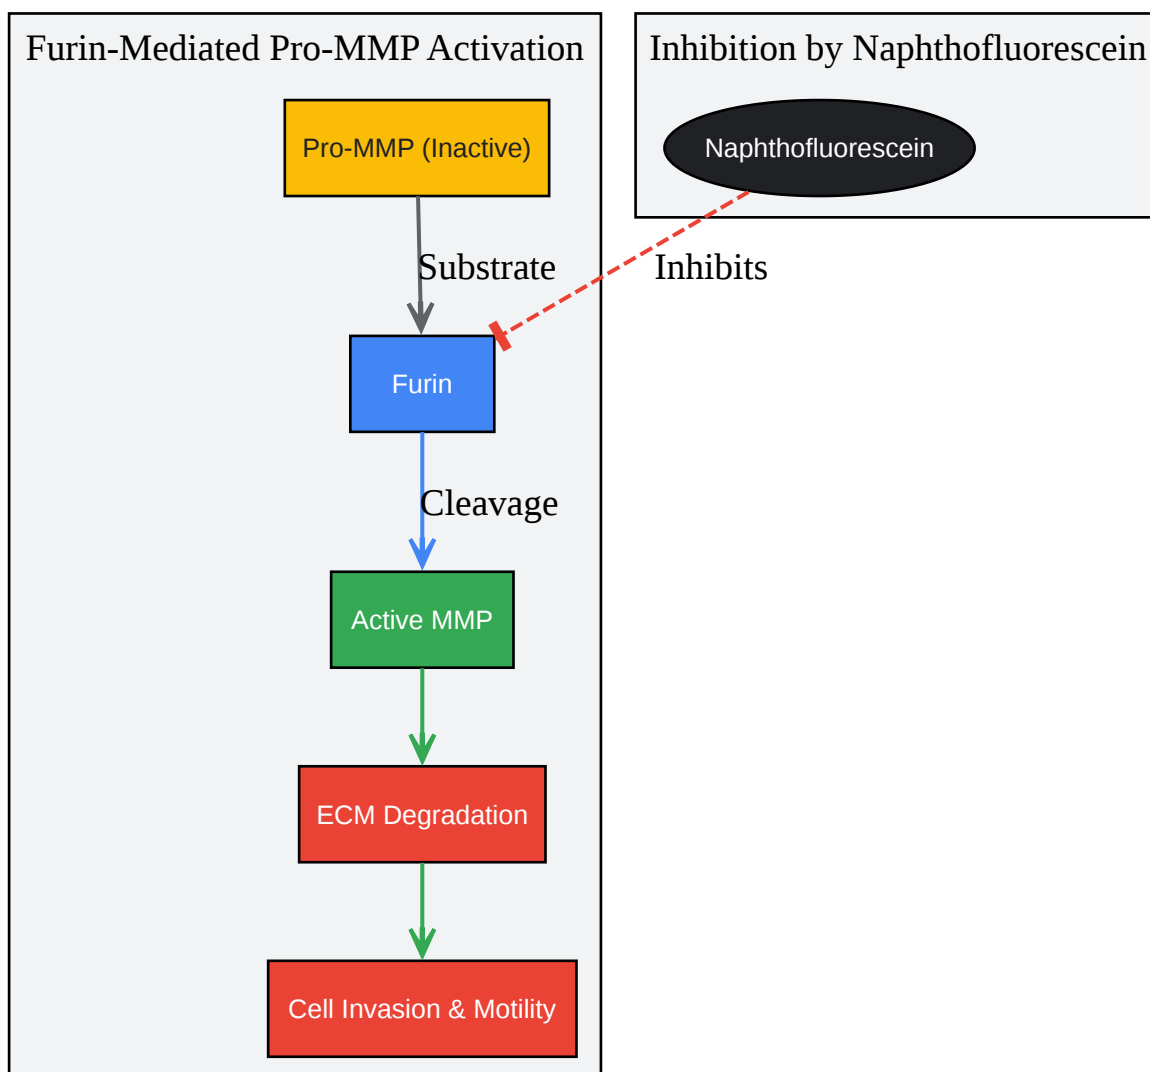 Furin-Mediated Pro-MMP Activation
Inhibition by Naphthofluorescein
Pro-MMP (Inactive)
Naphthofluorescein
Substrate
Inhibits
Furin
Cleavage
Active MMP
ECM Degradation
Cell Invasion & Motility